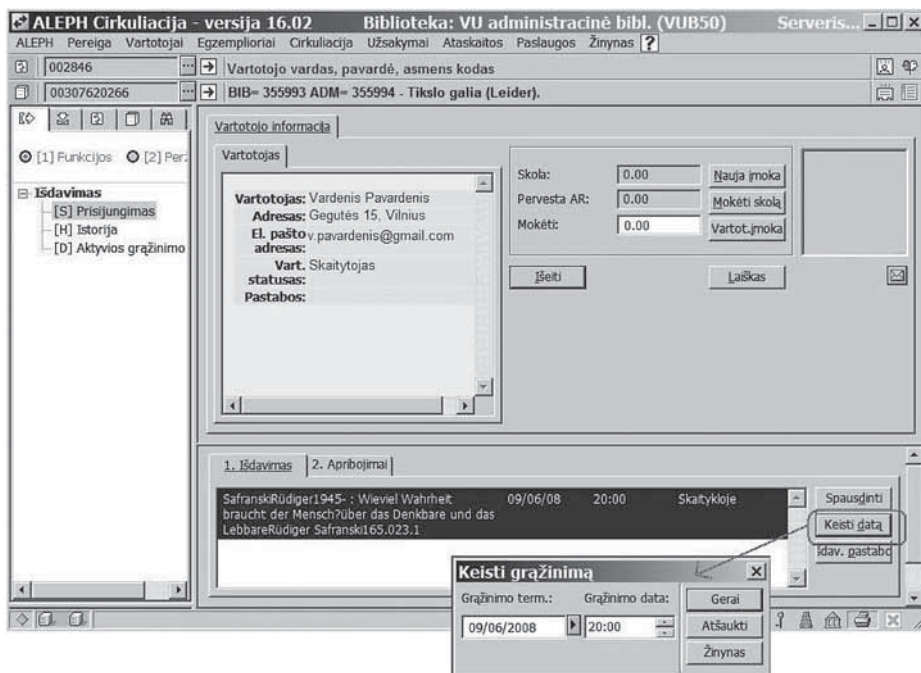 ALEPH Cirkuliacija - versija 16.02 Biblioteka: VU administracinė bibl. (VUB50) Serveris...
ALEPH Pereiga Vartotojai Egzemplioriai Cirkuliacija Užsakymai Ataskaitos Paslaugos Žinynas ?
002846 ... Vartotojo vardas, pavardė, asmens kodas
00307620266 ... BIB= 355993 ADM= 355994 - Tikslo galia (Leider).
[1] Funkcijos [2] Per
Išdavimas
[S] Prisijungimas
[H] Istorija
[D] Aktyvios grąžinimo
Vartotojo informacija
Vartotojas
Vartotojas: Vardenis Pavardenis
Adresas: Gegutės 15, Vilnius
El. pašto v.pavardenis@gmail.com
adresas:
Vart. Skaitytojas
statusas:
Pastabos:
Skola: 0.00 Nauja įmoka
Pervesta AR: 0.00 Mokėti skolą
Mokėti: 0.00 Vartot.įmoka
Išeiti Laiškas
1. Išdavimas 2. Apribojimai
SafranskiRüdiger1945- : Wieviel Wahrheit 09/06/08 20:00 Skaitykloje
braucht der Mensch?über das Denkbare und das
LebbareRüdiger Safranski165.023.1
Spausdinti
Keisti datą
šdav. pastabo
Keisti grąžinimą
Grąžinimo term.: Grąžinimo data:
09/06/2008 20:00
Gerai
Atšaukti
Žinynas